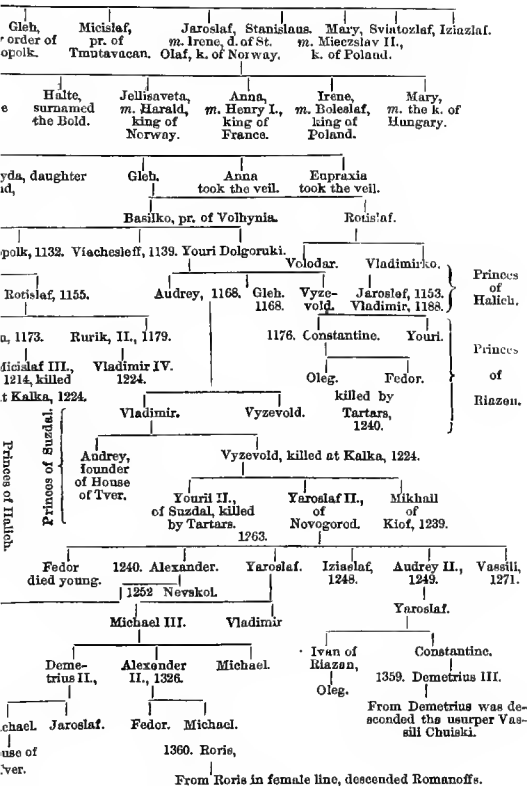 Gleb, Micislaf, Jaroslaf, Stanislaus. Mary, Svintozlaf, Iziazlaf.
order of pr. of m. Irene, d. of St. m. Mieczslav II.,
opolk. Tmutavacan. Olaf, k. of Norway. k. of Poland.
Halte, Jellisaveta, Anna, Irene, Mary,
e surnamed m. Harald, m. Henry I., m. Boleslaf, m. the k. of
the Bold. king of king of king of Hungary.
Norway. France. Poland.
yda, daughter Gleb. Anna Eupraxia
id, took the veil. took the veil.
Basilko, pr. of Volhynia. Rotislaf.
polk, 1132. Viachesleff, 1139. Youri Dolgoruki.
Volodar. Vladimirko.
Rotislaf, 1155. Audrey, 1168. Gleb. Vyze- Jaroslaf, 1153. Princes
1168. vold. Vladimir, 1188. of
Halich.
n, 1173. Rurik, II., 1179. 1176. Constantine. Youri. Princes
dicislaf III., Vladimir IV. Oleg. Fedor. of
1214, killed 1224. killed by Riazen.
t Kalka, 1224. Tartars,
1240.
Vladimir. Vyzevold.
Princes of Suzdal.
Princes of Halich.
Audrey, Vyzevold, killed at Kalka, 1224.
founder
of House Youril II., Yaroslaf II., Mikhail
of Tver. of Suzdal, killed of of
by Tartars. Novogorod. Kiof, 1239.
1263.
Fedor 1240. Alexander. Yaroslaf. Iziaslaf, Audrey II., Vassili,
died young. 1252 Nevskoi. 1248. 1249. 1271.
Yaroslaf.
Michael III. Vladimir
Ivan of Constantine.
Deme- Alexander Michael. Riazan,
trius II., II., 1326. 1359. Demetrius III.
Oleg.
From Demetrius was de-
chael. Jaroslaf. Fedor. Michael. scended the usurper Vas-
sili Chuiski.
use of 1360. Roris,
Tver.
From Roris in female line, descended Romanoffs.